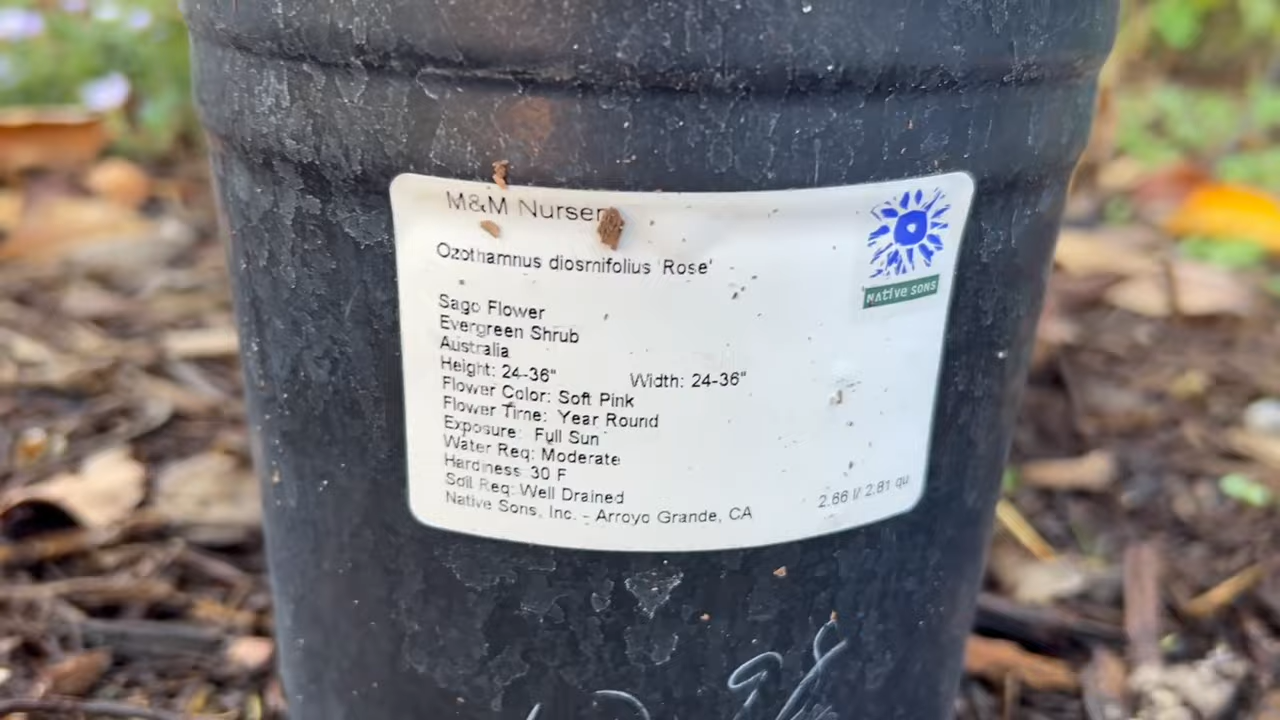 M&M Nurser
Ozothamnus diosmifolius 'Rose'
NATIVE SONS
Sago Flower
Evergreen Shrub
Australia
Height: 24-36" Width: 24-36"
Flower Color: Soft Pink
Flower Time: Year Round
Exposure: Full Sun
Water Req: Moderate
Hardiness 30 F
Soil Req: Well Drained
Native Sons, Inc. - Arroyo Grande, CA
2.66 l/ 2.81 qu